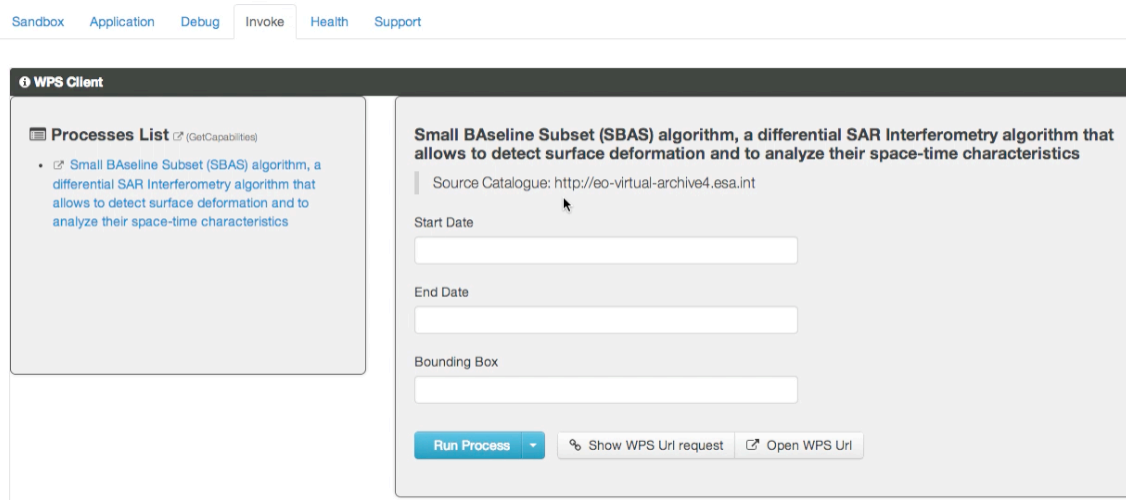 Sandbox Application Debug Invoke Health Support
WPS Client
Processes List (GetCapabilities)
Small BAseline Subset (SBAS) algorithm, a
differential SAR Interferometry algorithm that
allows to detect surface deformation and to
analyze their space-time characteristics
Small BAseline Subset (SBAS) algorithm, a differential SAR Interferometry algorithm that
allows to detect surface deformation and to analyze their space-time characteristics
Source Catalogue: http://eo-virtual-archive4.esa.int
Start Date
End Date
Bounding Box
Run Process Show WPS Url request Open WPS Url